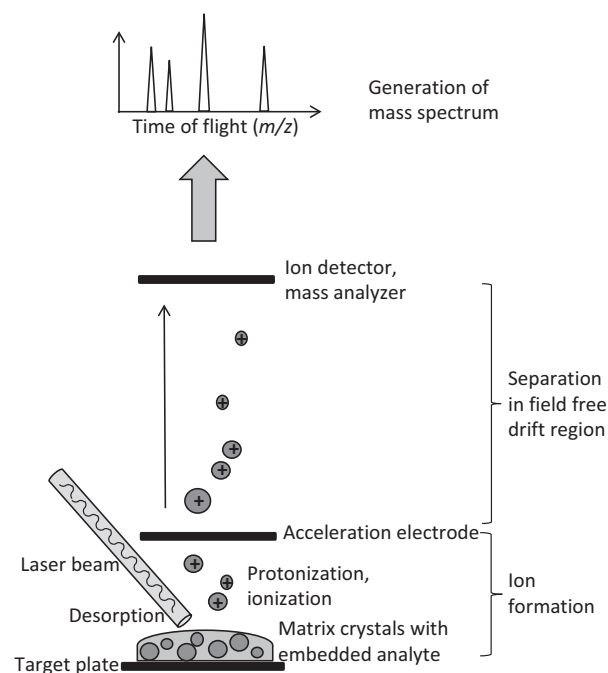 Generation of
mass spectrum
Time of flight (m/z)
Ion detector,
mass analyzer
Separation
in field free
drift region
Acceleration electrode
Laser beam
Protonization,
ionization
Ion
formation
Desorption
Matrix crystals with
embedded analyte
Target plate
+
+
+
+
+
+
+
+